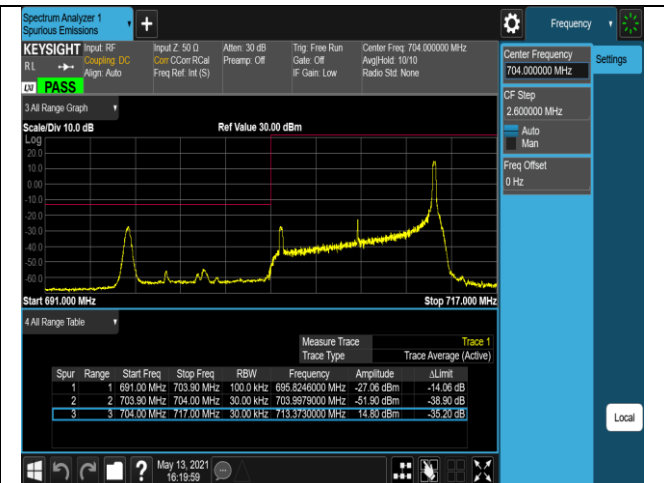 Spectrum Analyzer 1
Spurious Emissions
Frequency
KEYSIGHT
RL
Input: RF
Coupling: DC
Align: Auto
Input Z: 50 Ω
Corr CCorr RCal
Freq Ref: Int (S)
Atten: 30 dB
Preamp: Off
Trig: Free Run
Gate: Off
IF Gain: Low
Center Freq: 704.000000 MHz
Avg|Hold: 10/10
Radio Std: None
LXI PASS
Center Frequency
704.000000 MHz
Settings
CF Step
2.600000 MHz
Auto
Man
Freq Offset
0 Hz
3 All Range Graph
Scale/Div 10.0 dB Ref Value 30.00 dBm
Log
20.0
10.0
0.00
-10.0
-20.0
-30.0
-40.0
-50.0
-60.0
Start 691.000 MHz Stop 717.000 MHz
4 All Range Table
Measure Trace Trace 1
Trace Type Trace Average (Active)
Spur Range Start Freq Stop Freq RBW Frequency Amplitude ΔLimit
1 1 691.00 MHz 703.90 MHz 100.0 kHz 695.8246000 MHz -27.06 dBm -14.06 dB
2 2 703.90 MHz 704.00 MHz 30.00 kHz 703.9979000 MHz -51.90 dBm -38.90 dB
3 3 704.00 MHz 717.00 MHz 30.00 kHz 713.3730000 MHz 14.80 dBm -35.20 dB
Local
?
May 13, 2021
16:19:59